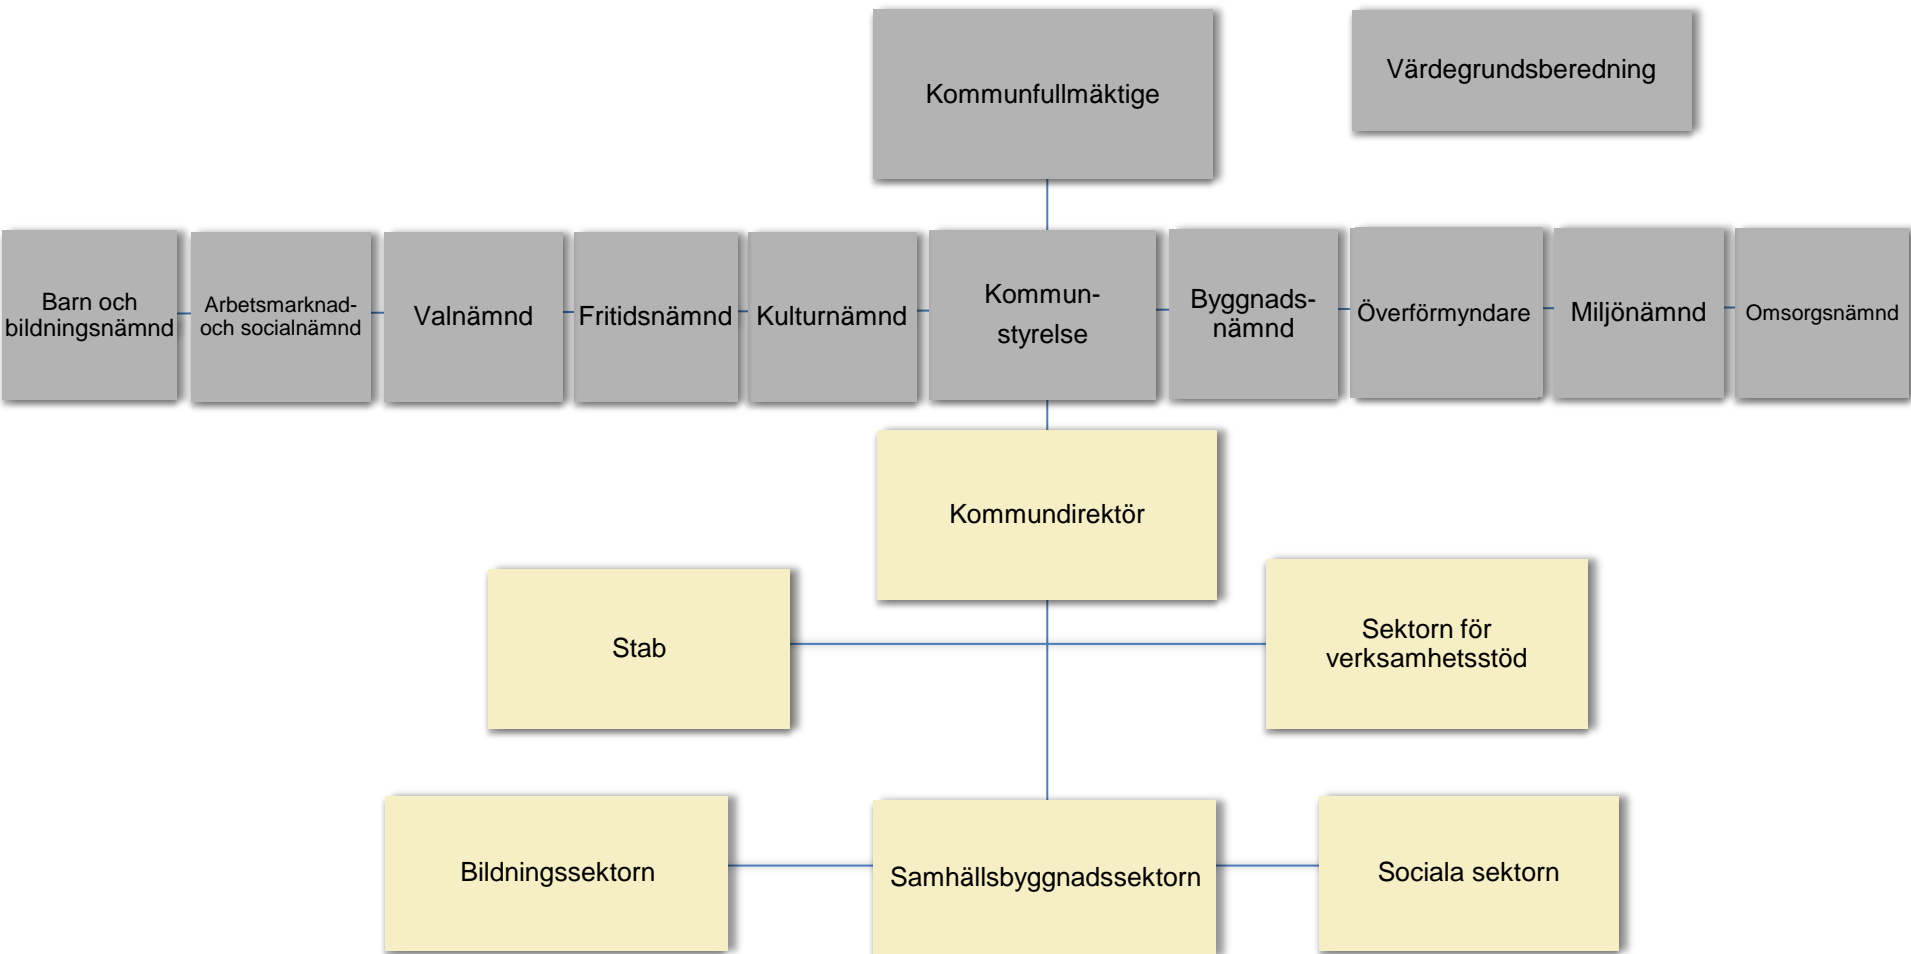 Kommunfullmäktige
Värdegrundsberedning
Barn och
bildningsnämnd
Arbetsmarknad-
och socialnämnd
Valnämnd
Fritidsnämnd
Kulturnämnd
Kommun-
styrelse
Byggnads-
nämnd
Överförmyndare
Miljönämnd
Omsorgsnämnd
Kommundirektör
Stab
Sektorn för
verksamhetsstöd
Bildningssektorn
Samhällsbyggnadssektorn
Sociala sektorn